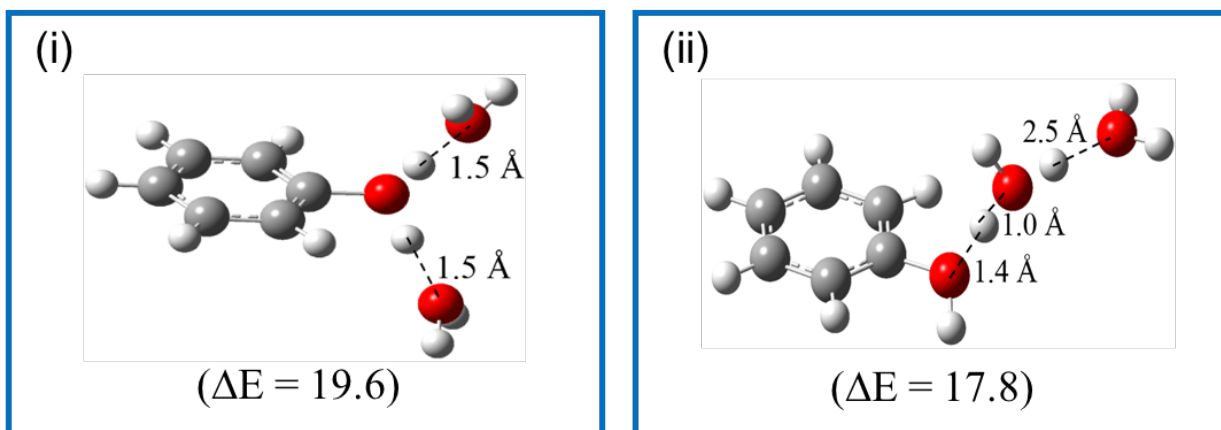 (i)
1.5 Å
1.5 Å
(ΔE = 19.6)
(ii)
2.5 Å
1.0 Å
1.4 Å
(ΔE = 17.8)